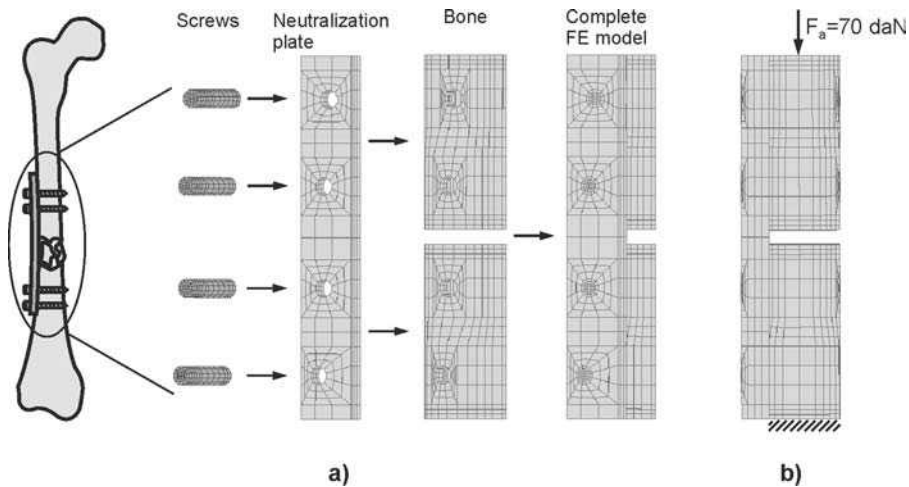 Screws
Neutralization
plate
Bone
Complete
FE model
Fₐ=70 daN
a)
b)